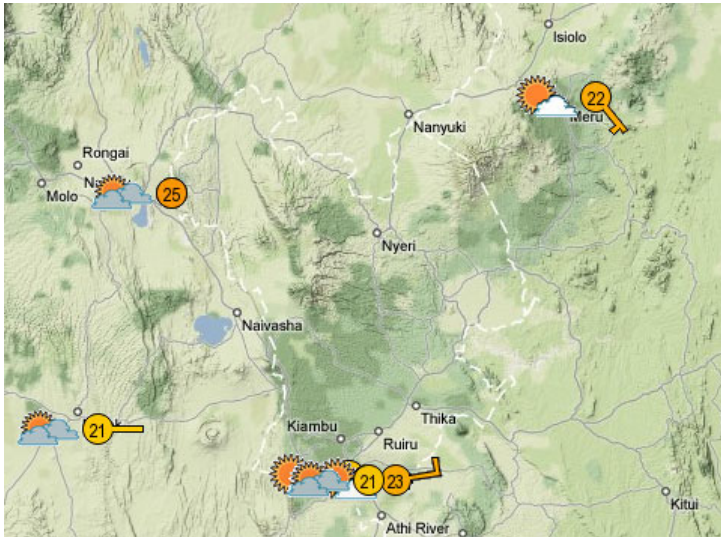 Isiolo
22
Meru
Nanyuki
Rongai
Molo
25
Nyeri
Naivasha
21
Thika
Kiambu
Ruiru
21
23
Kitui
Athi River